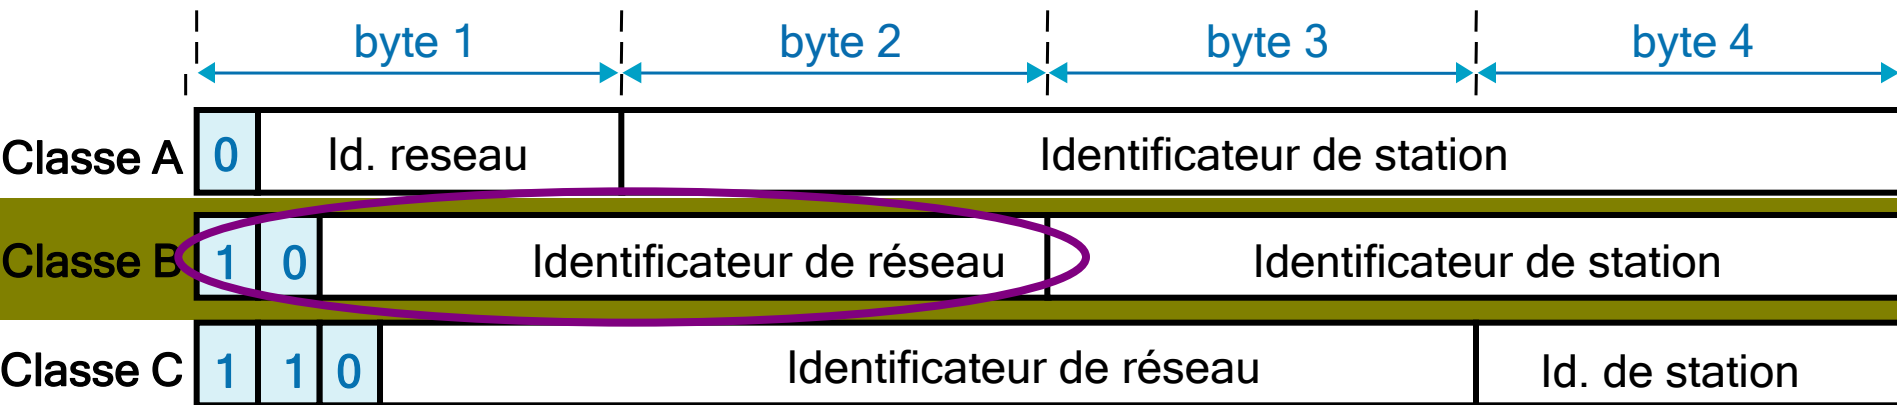 byte 1 byte 2 byte 3 byte 4
Classe A 0 Id. reseau Identificateur de station
Classe B 1 0 Identificateur de réseau Identificateur de station
Classe C 1 1 0 Identificateur de réseau Id. de station